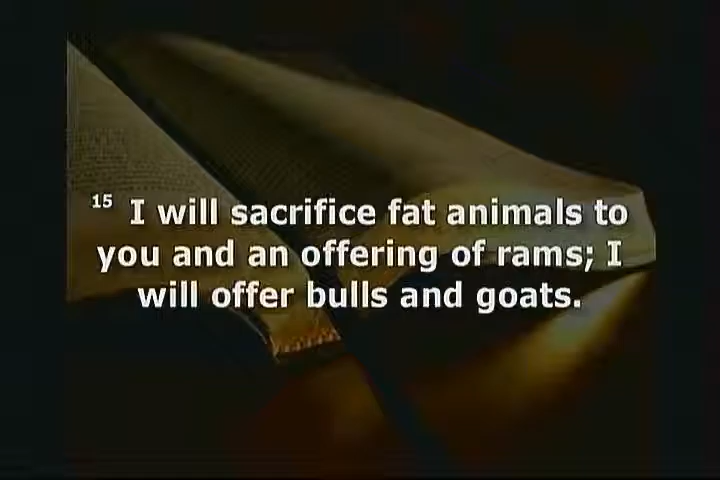 15 I will sacrifice fat animals to
you and an offering of rams; I
will offer bulls and goats.